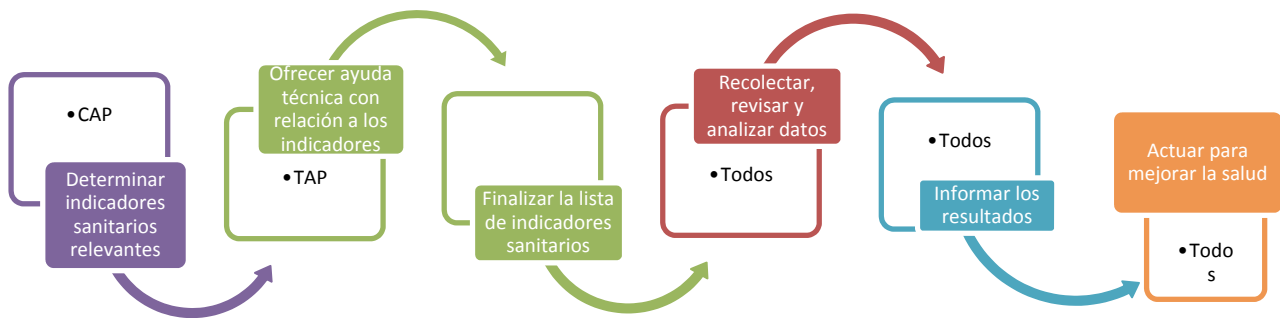 •CAP
Determinar
indicadores
sanitarios
relevantes
Ofrecer ayuda
técnica con
relación a los
indicadores
•TAP
Finalizar la lista
de indicadores
sanitarios
Recolectar,
revisar y
analizar datos
•Todos
•Todos
Informar los
resultados
Actuar para
mejorar la salud
•Todo
s